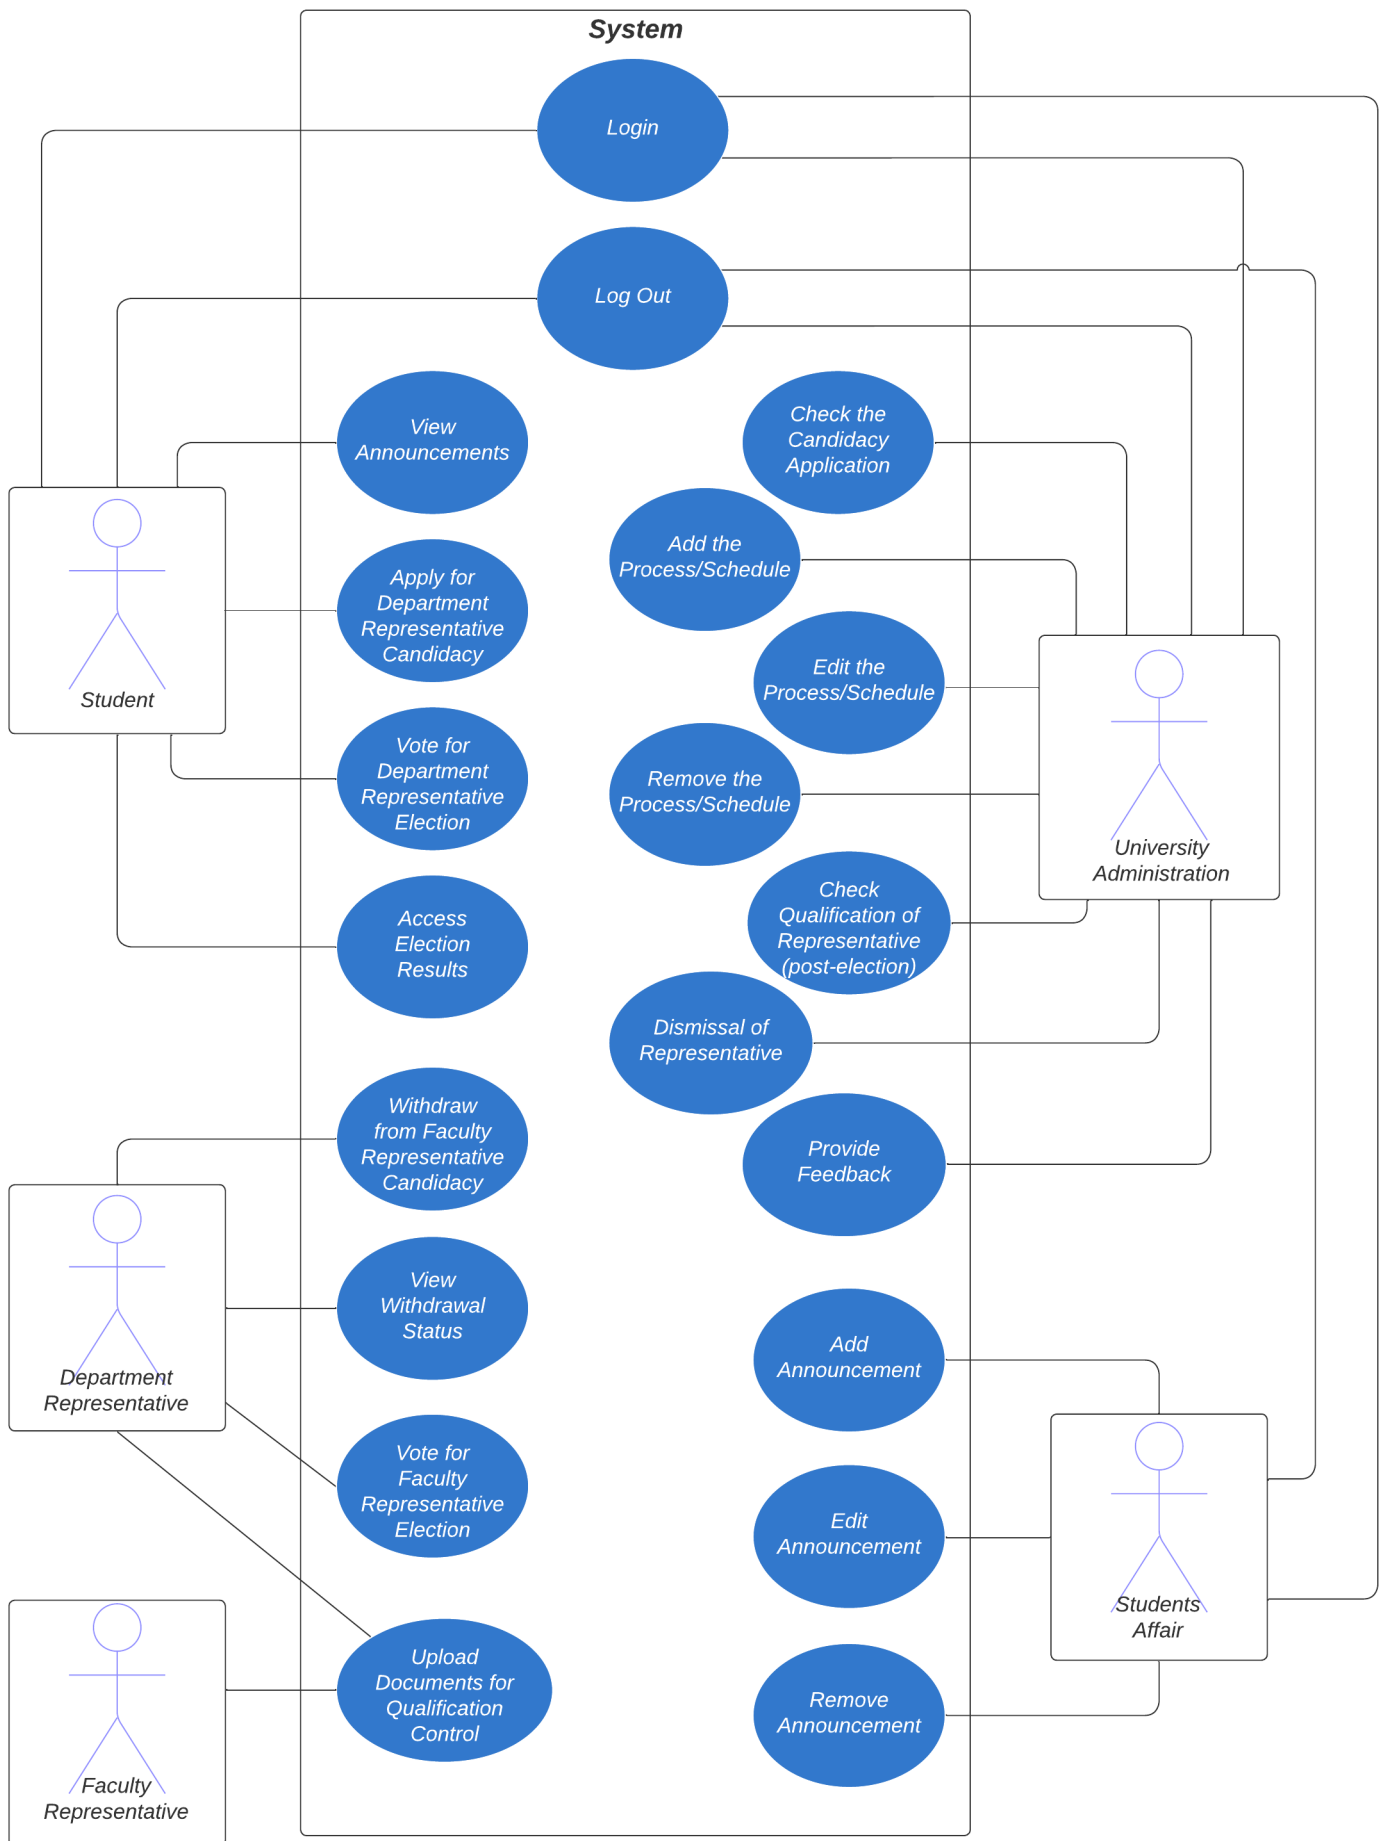 System
Login
Log Out
View
Announcements
Check the
Candidacy
Application
Add the
Process/Schedule
Apply for
Department
Representative
Candidacy
Student
Edit the
Process/Schedule
Vote for
Department
Representative
Election
Remove the
Process/Schedule
University
Administration
Access
Election
Results
Check
Qualification of
Representative
(post-election)
Dismissal of
Representative
Withdraw
from Faculty
Representative
Candidacy
Provide
Feedback
View
Withdrawal
Status
Department
Representative
Add
Announcement
Vote for
Faculty
Representative
Election
Edit
Announcement
Students
Affair
Upload
Documents for
Qualification
Control
Remove
Announcement
Faculty
Representative